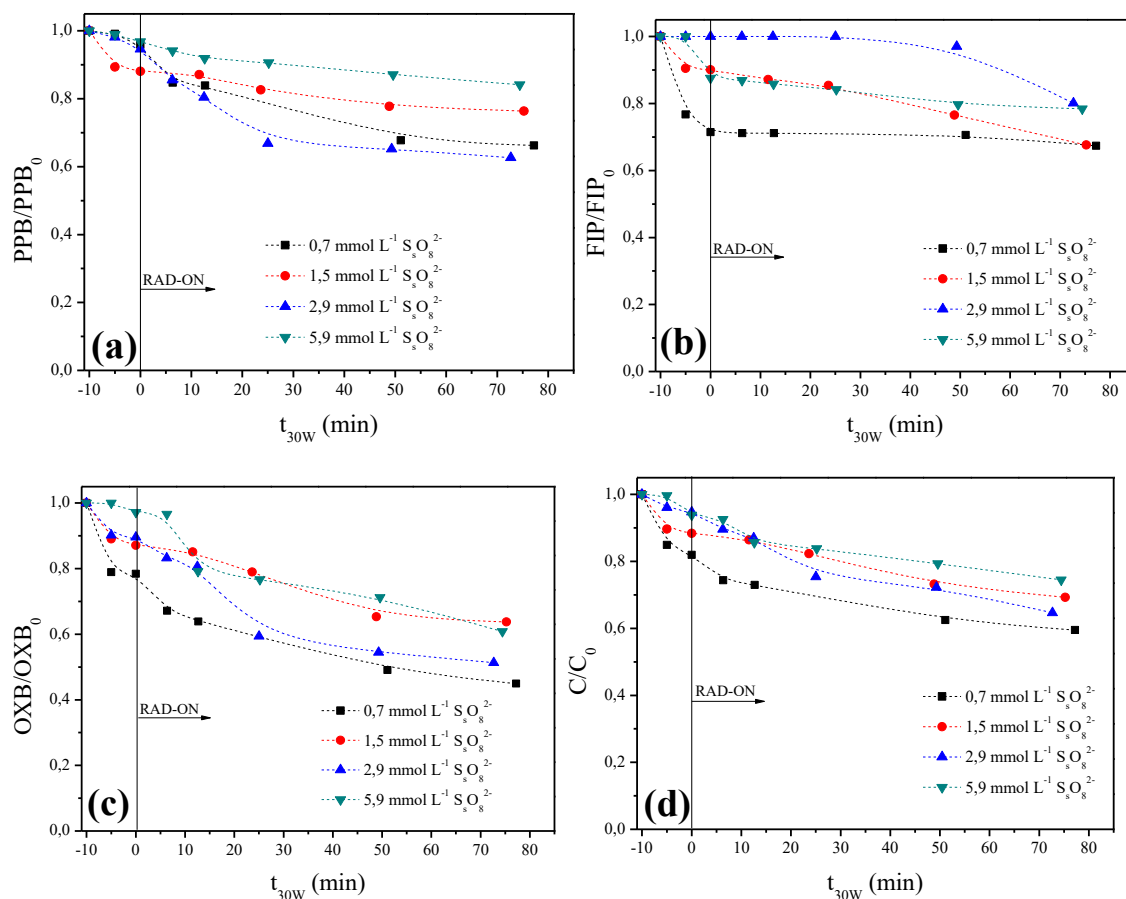 PPB/PPB0
1,0
0,8
0,6
0,4
0,2
0,0
RAD-ON
0,7 mmol L-1 SsO82-
1,5 mmol L-1 SsO82-
2,9 mmol L-1 SsO82-
5,9 mmol L-1 SsO82-
(a)
-10 0 10 20 30 40 50 60 70 80
t30W (min)
FIP/FIP0
1,0
0,8
0,6
0,4
0,2
0,0
RAD-ON
0,7 mmol L-1 SsO82-
1,5 mmol L-1 SsO82-
2,9 mmol L-1 SsO82-
5,9 mmol L-1 SsO82-
(b)
-10 0 10 20 30 40 50 60 70 80
t30W (min)
OXB/OXB0
1,0
0,8
0,6
0,4
0,2
0,0
RAD-ON
0,7 mmol L-1 SsO82-
1,5 mmol L-1 SsO82-
2,9 mmol L-1 SsO82-
5,9 mmol L-1 SsO82-
(c)
-10 0 10 20 30 40 50 60 70 80
t30W (min)
C/C0
1,0
0,8
0,6
0,4
0,2
0,0
RAD-ON
0,7 mmol L-1 SsO82-
1,5 mmol L-1 SsO82-
2,9 mmol L-1 SsO82-
5,9 mmol L-1 SsO82-
(d)
-10 0 10 20 30 40 50 60 70 80
t30W (min)